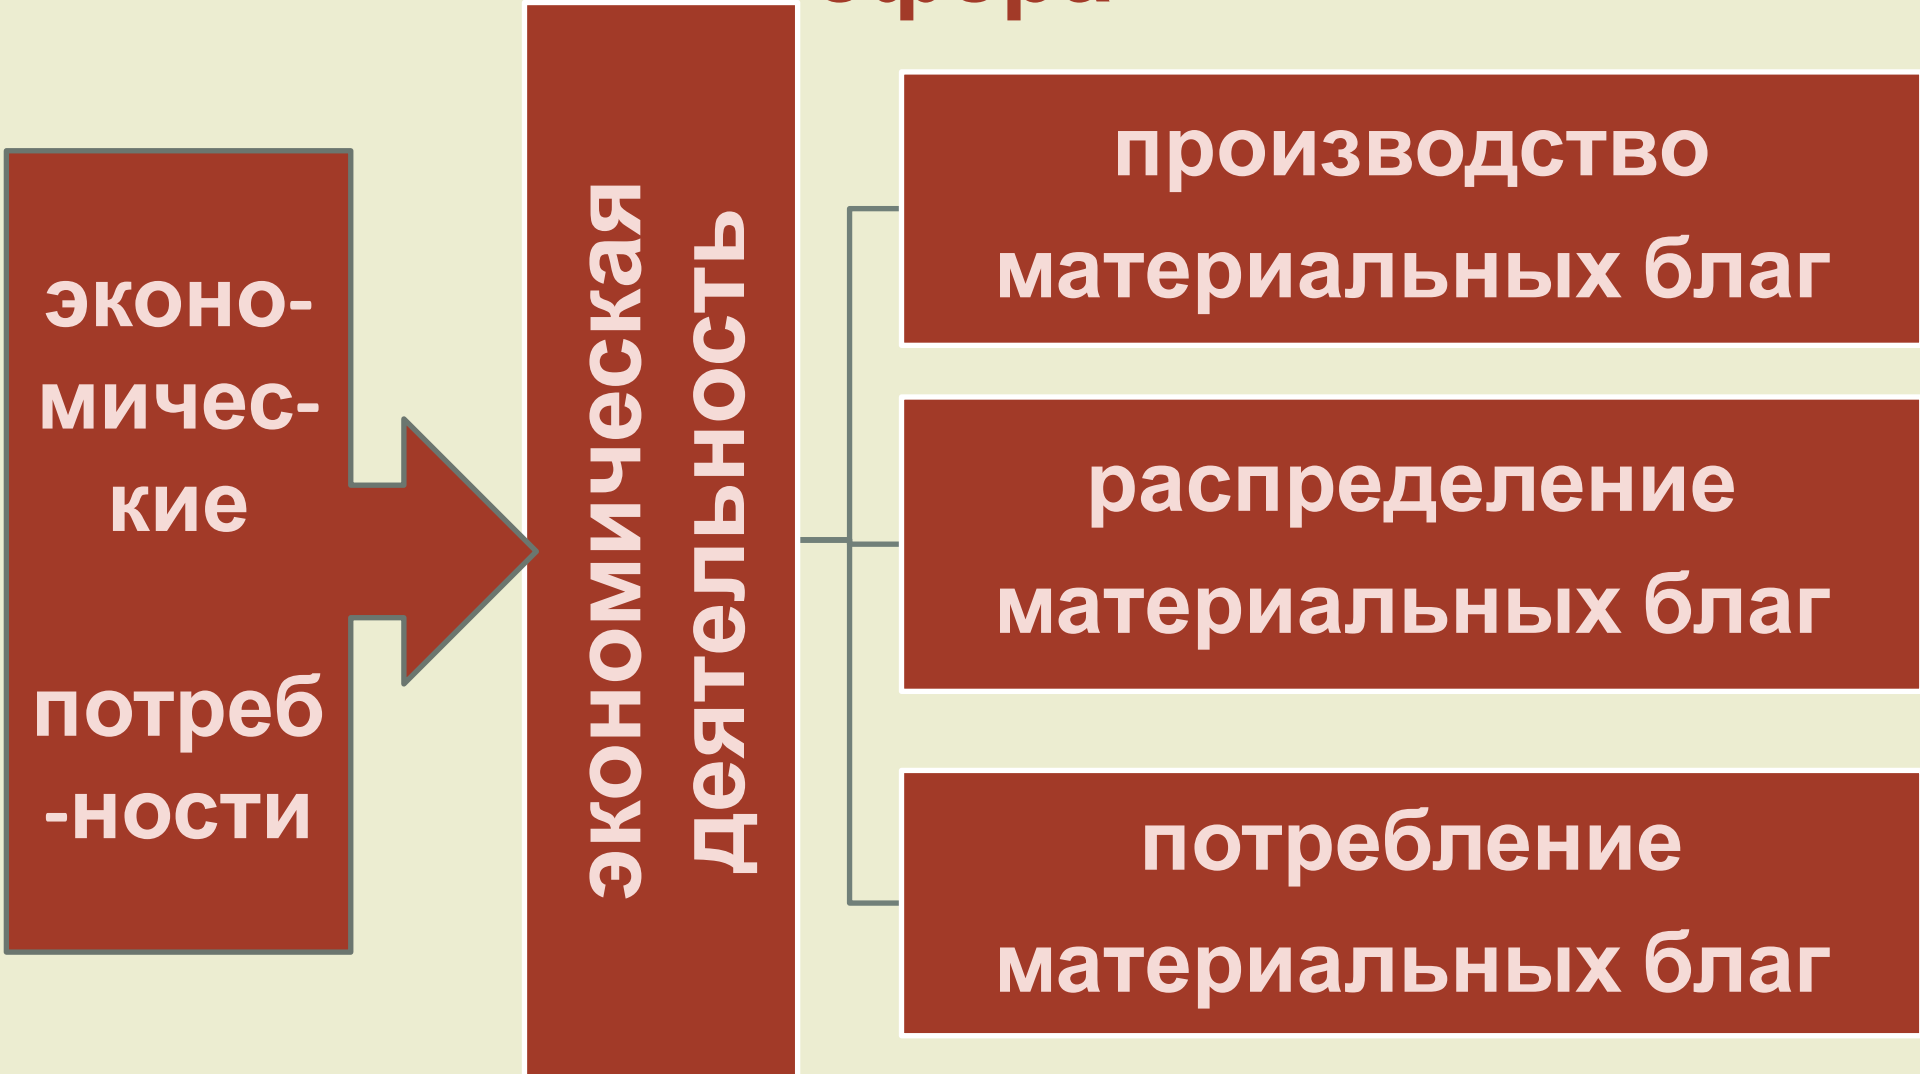 эконо-
мичес-
кие
потреб
-ности
экономическая
деятельность
производство
материальных благ
распределение
материальных благ
потребление
материальных благ